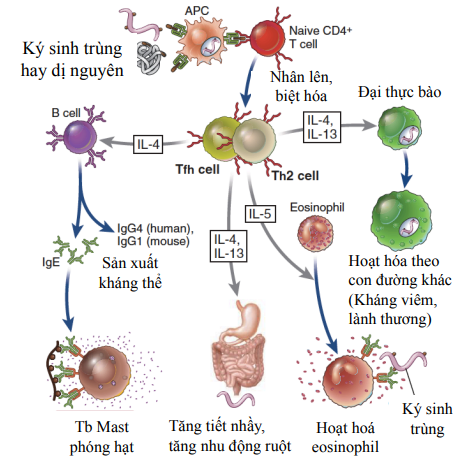 APC
Naive CD4+
T cell
Ký sinh trùng
hay dị nguyên
Nhân lên,
biệt hóa
Đại thực bào
B cell
IL-4
IL-4,
IL-13
Tfh cell
Th2 cell
IL-5
Eosinophil
IgG4 (human),
IgG1 (mouse)
IgE
Sản xuất
kháng thể
IL-4,
IL-13
Hoạt hóa theo
con đường khác
(Kháng viêm,
lành thương)
Tb Mast
phóng hạt
Tăng tiết nhầy,
tăng nhu động ruột
Hoạt hoá
eosinophil
Ký sinh
trùng